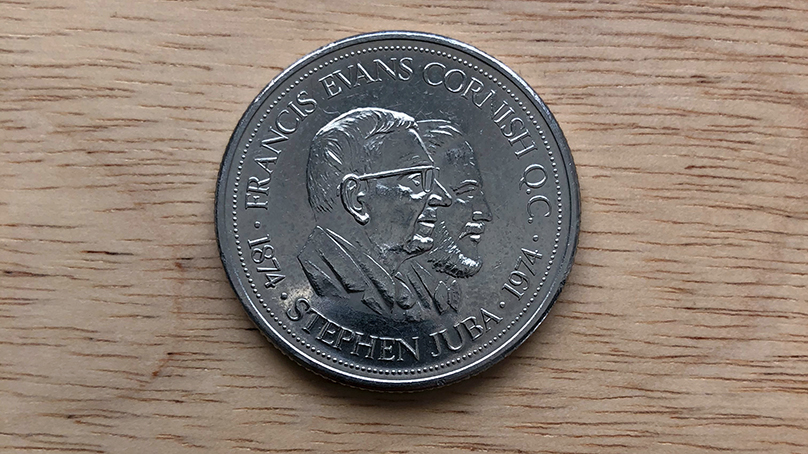 1874 · FRANCIS EVANS CORNISH Q.C. · 1974
· STEPHEN JUBA ·